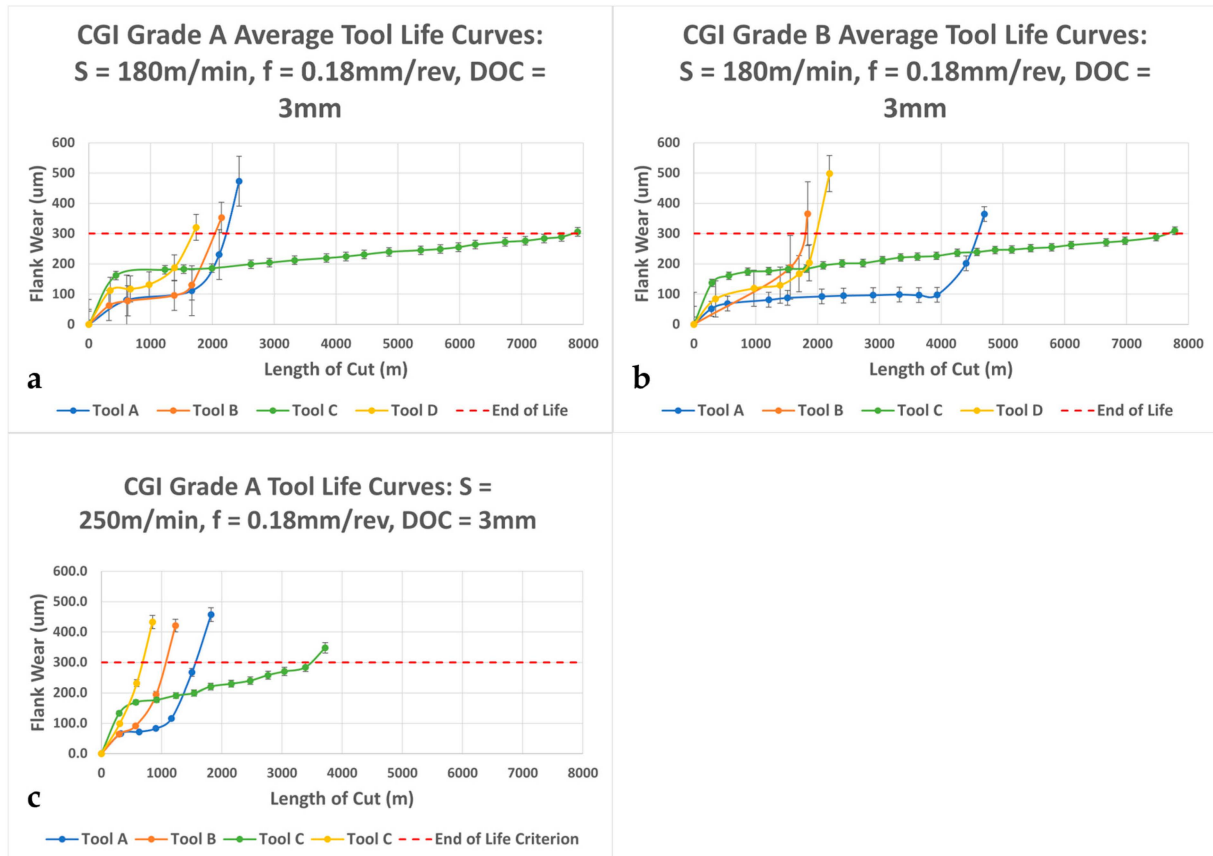 CGI Grade A Average Tool Life Curves:
S = 180m/min, f = 0.18mm/rev, DOC =
3mm
Flank Wear (um)
600
500
400
300
200
100
0
0 1000 2000 3000 4000 5000 6000 7000 8000
Length of Cut (m)
a
Tool A Tool B Tool C Tool D End of Life
CGI Grade B Average Tool Life Curves:
S = 180m/min, f = 0.18mm/rev, DOC =
3mm
Flank Wear (um)
600
500
400
300
200
100
0
0 1000 2000 3000 4000 5000 6000 7000 8000
Length of Cut (m)
b
Tool A Tool B Tool C Tool D End of Life
CGI Grade A Tool Life Curves: S =
250m/min, f = 0.18mm/rev, DOC = 3mm
Flank Wear (um)
600.0
500.0
400.0
300.0
200.0
100.0
0.0
0 1000 2000 3000 4000 5000 6000 7000 8000
Length of Cut (m)
c
Tool A Tool B Tool C Tool C End of Life Criterion